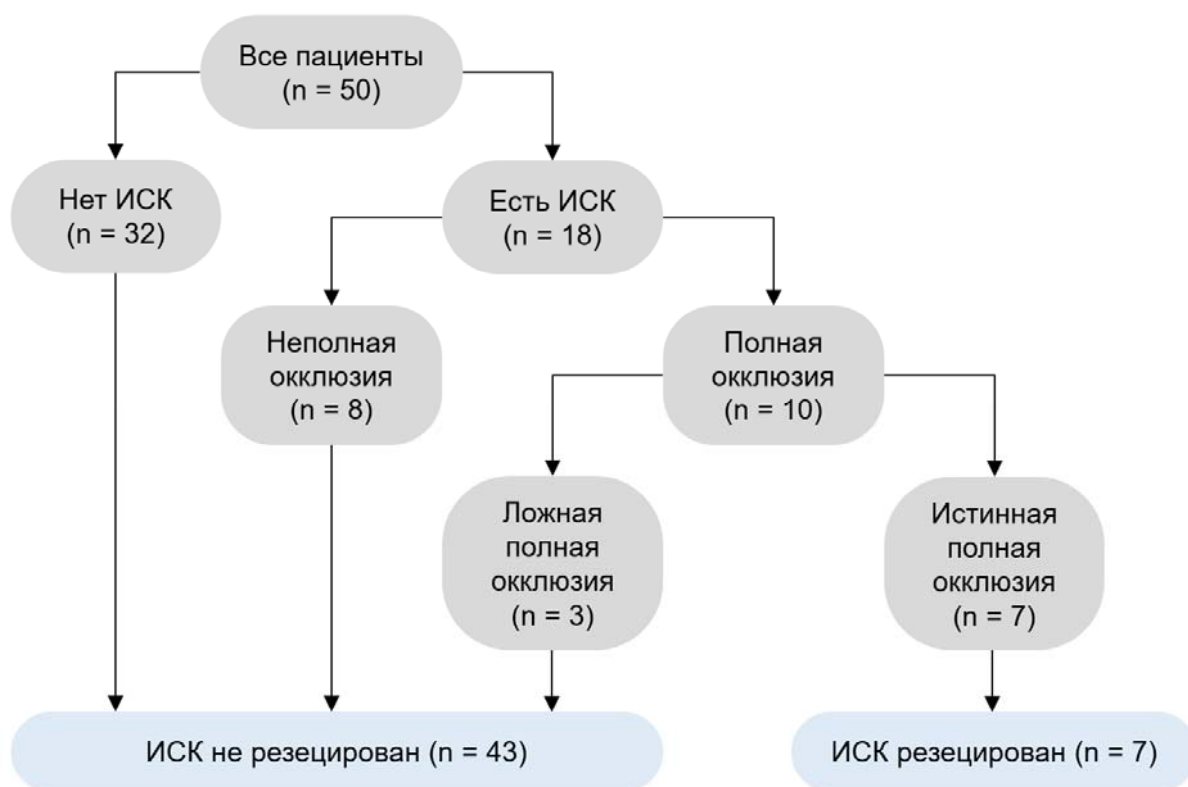 Все пациенты
(n = 50)
Нет ИСК
(n = 32)
Есть ИСК
(n = 18)
Неполная
окклюзия
(n = 8)
Полная
окклюзия
(n = 10)
Ложная
полная
окклюзия
(n = 3)
Истинная
полная
окклюзия
(n = 7)
ИСК не резецирован (n = 43)
ИСК резецирован (n = 7)